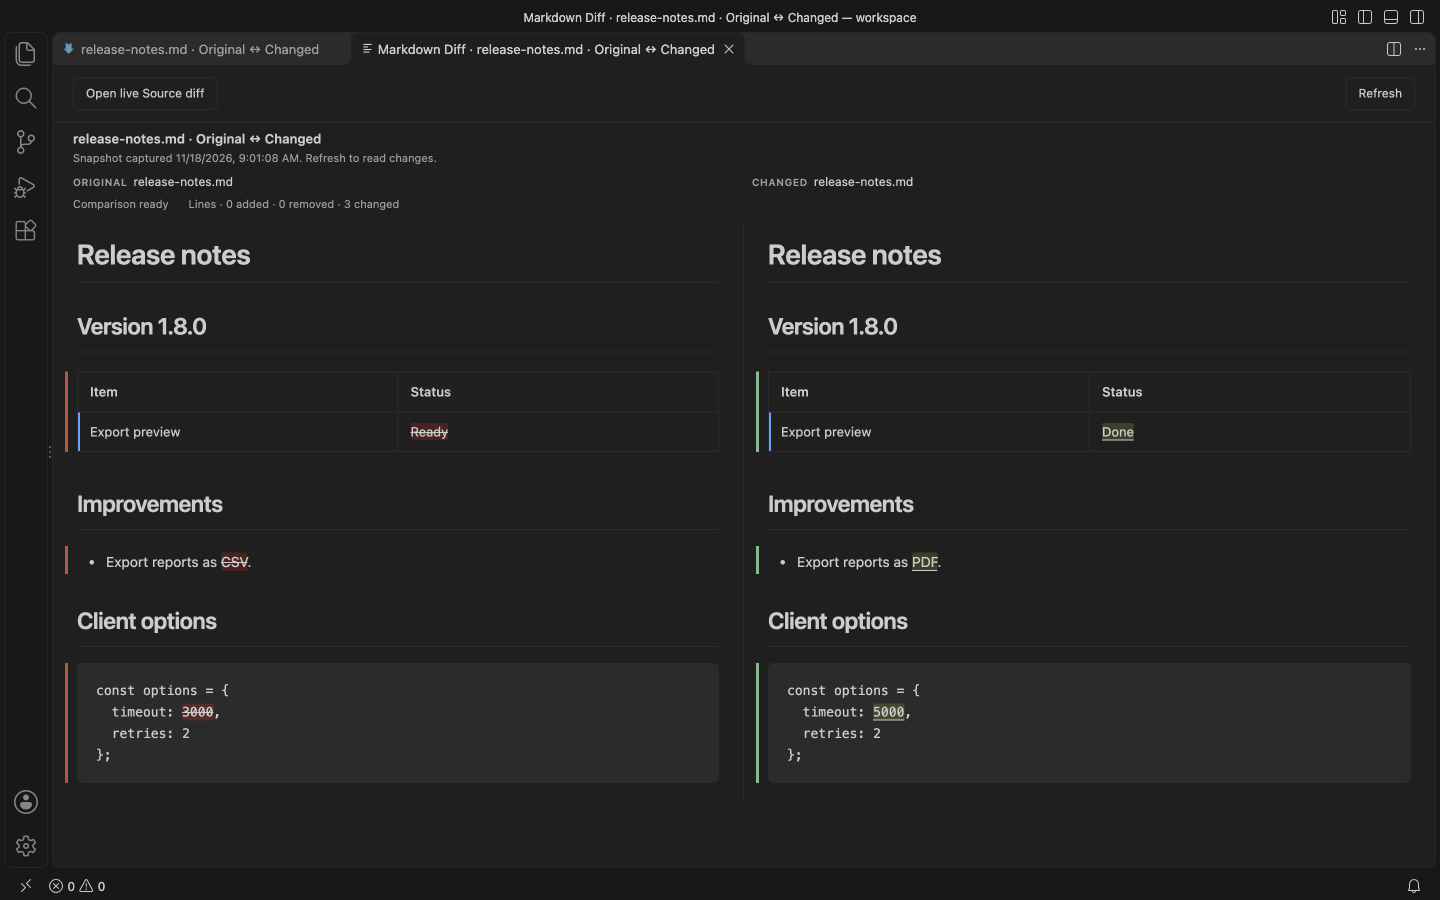 Markdown Diff · release-notes.md · Original ↔ Changed — workspace
release-notes.md · Original ↔ Changed
Markdown Diff · release-notes.md · Original ↔ Changed
Open live Source diff
Refresh
release-notes.md · Original ↔ Changed
Snapshot captured 11/18/2026, 9:01:08 AM. Refresh to read changes.
ORIGINAL release-notes.md
CHANGED release-notes.md
Comparison ready Lines · 0 added · 0 removed · 3 changed
Release notes
Version 1.8.0
Item Status
Export preview Ready
Improvements
• Export reports as CSV.
Client options
const options = {
  timeout: 3000,
  retries: 2
};
Release notes
Version 1.8.0
Item Status
Export preview Done
Improvements
• Export reports as PDF.
Client options
const options = {
  timeout: 5000,
  retries: 2
};
0 0